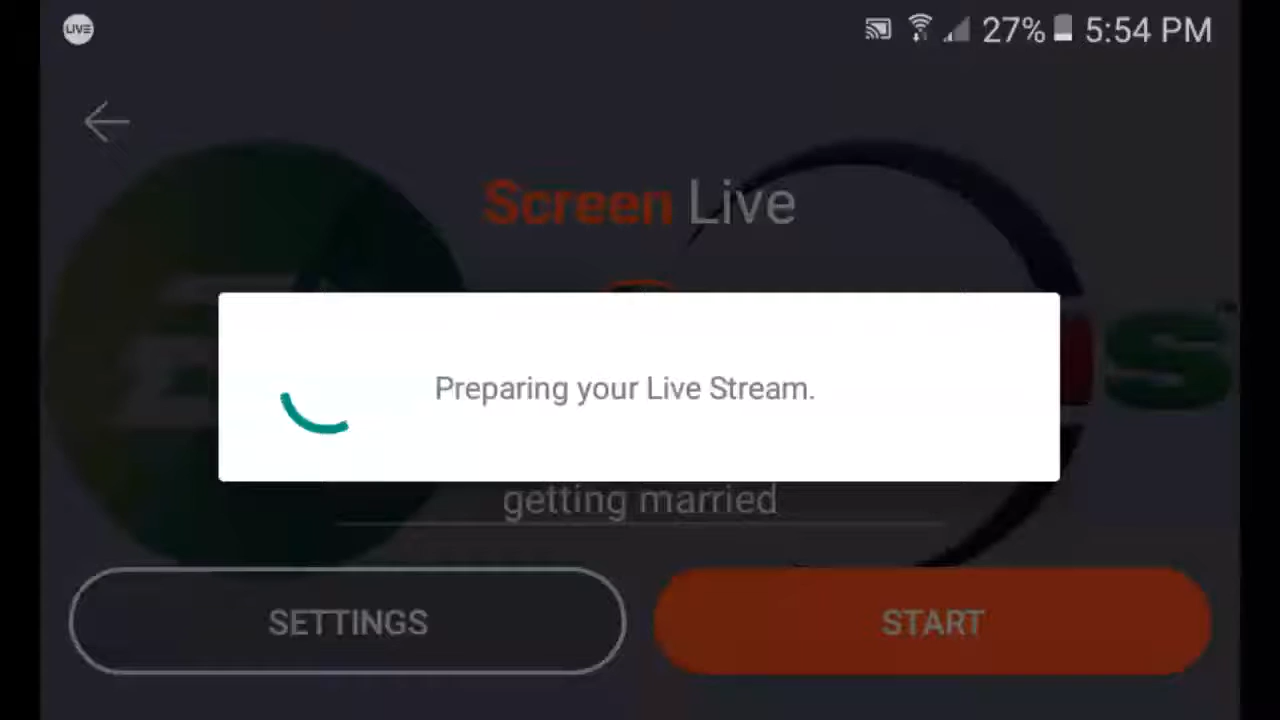 LIVE
27% 5:54 PM
Screen Live
Preparing your Live Stream.
getting married
SETTINGS
START